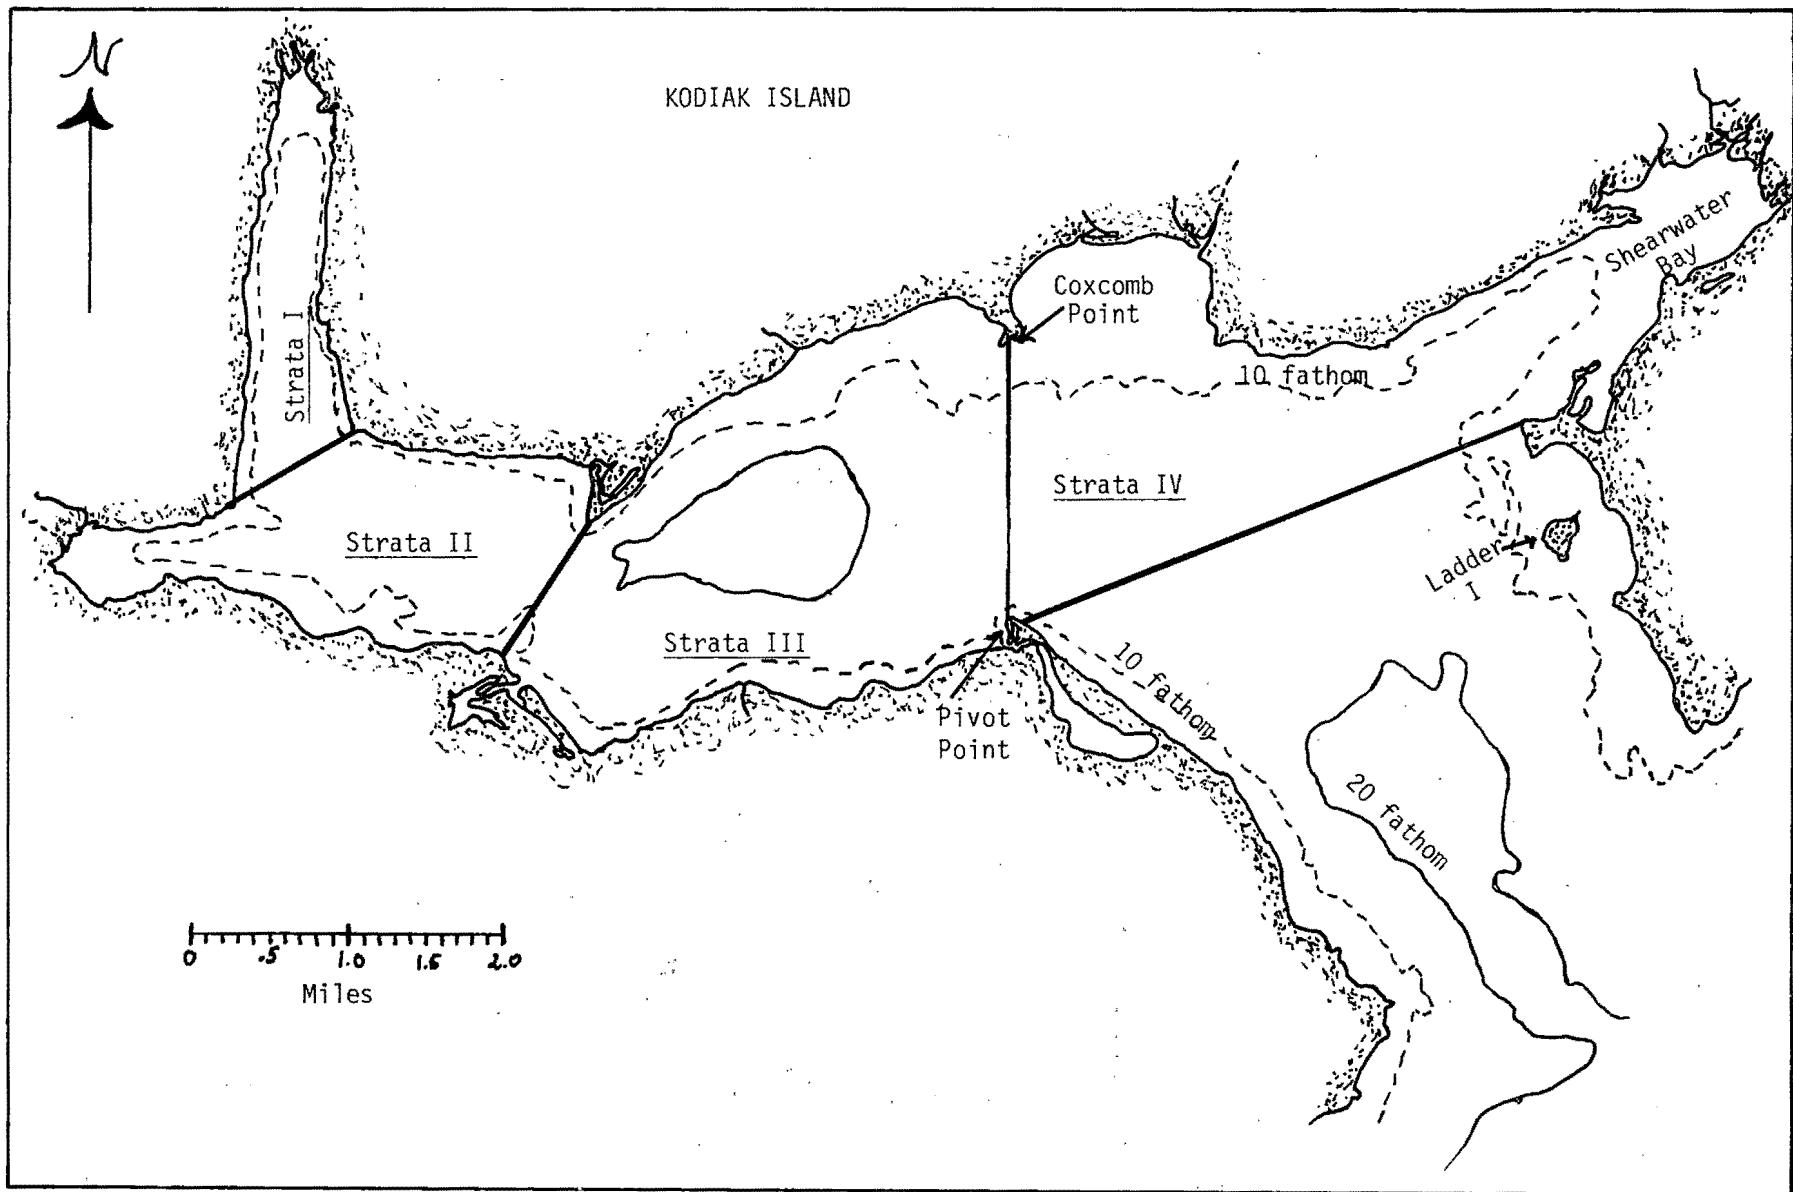 N
KODIAK ISLAND
Shearwater
Bay
Coxcomb
Point
Strata I
10 fathom
Strata IV
Strata II
Ladder
I
Strata III
10 fathom
Pivot
Point
20 fathom
0 .5 1.0 1.5 2.0
Miles